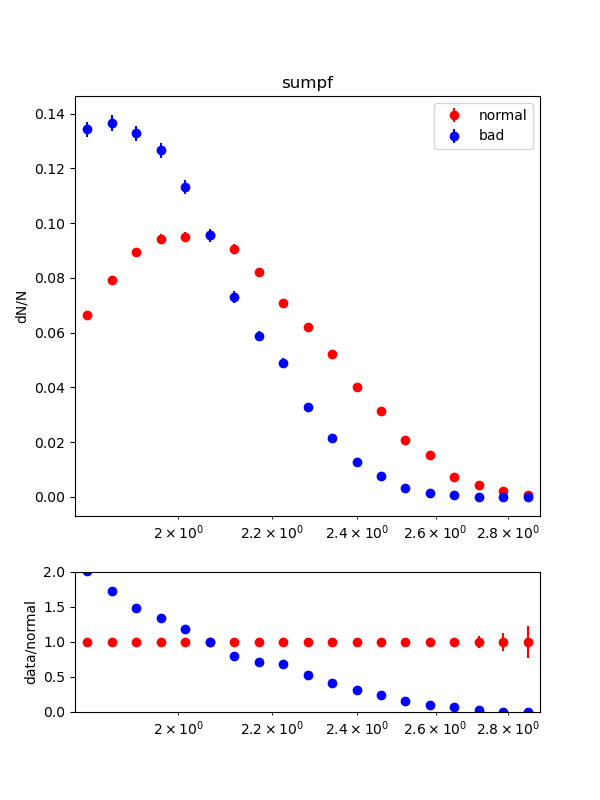 sumpf
normal
bad
dN/N
0.14
0.12
0.10
0.08
0.06
0.04
0.02
0.00
2 × 10⁰ 2.2 × 10⁰ 2.4 × 10⁰ 2.6 × 10⁰ 2.8 × 10⁰
data/normal
2.0
1.5
1.0
0.5
0.0
2 × 10⁰ 2.2 × 10⁰ 2.4 × 10⁰ 2.6 × 10⁰ 2.8 × 10⁰